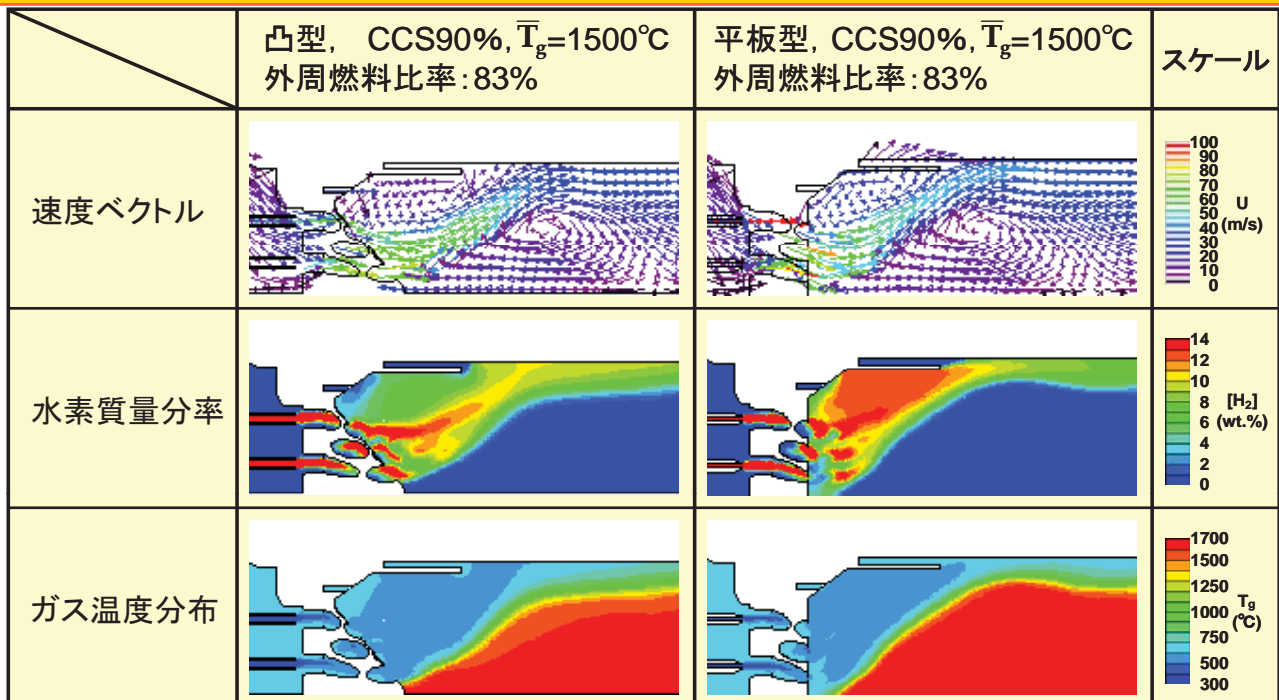 凸型, CCS90%, T̅g=1500℃
外周燃料比率:83%
平板型, CCS90%, T̅g=1500℃
外周燃料比率:83%
スケール
速度ベクトル
100
90
80
70
60
50
40
30
20
10
0
U
(m/s)
水素質量分率
14
12
10
8
6
4
2
0
[H₂]
(wt.%)
ガス温度分布
1700
1500
1250
1000
750
500
300
Tg
(℃)